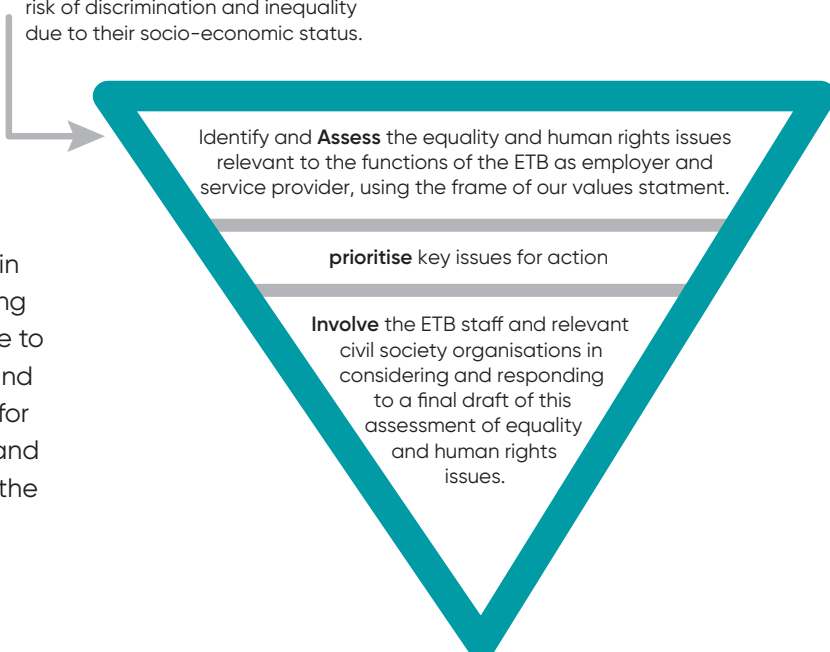 risk of discrimination and inequality
due to their socio-economic status.
Identify and Assess the equality and human rights issues
relevant to the functions of the ETB as employer and
service provider, using the frame of our values statment.
prioritise key issues for action
Involve the ETB staff and relevant
civil society organisations in
considering and responding
to a final draft of this
assessment of equality
and human rights
issues.
in
e to
for
the